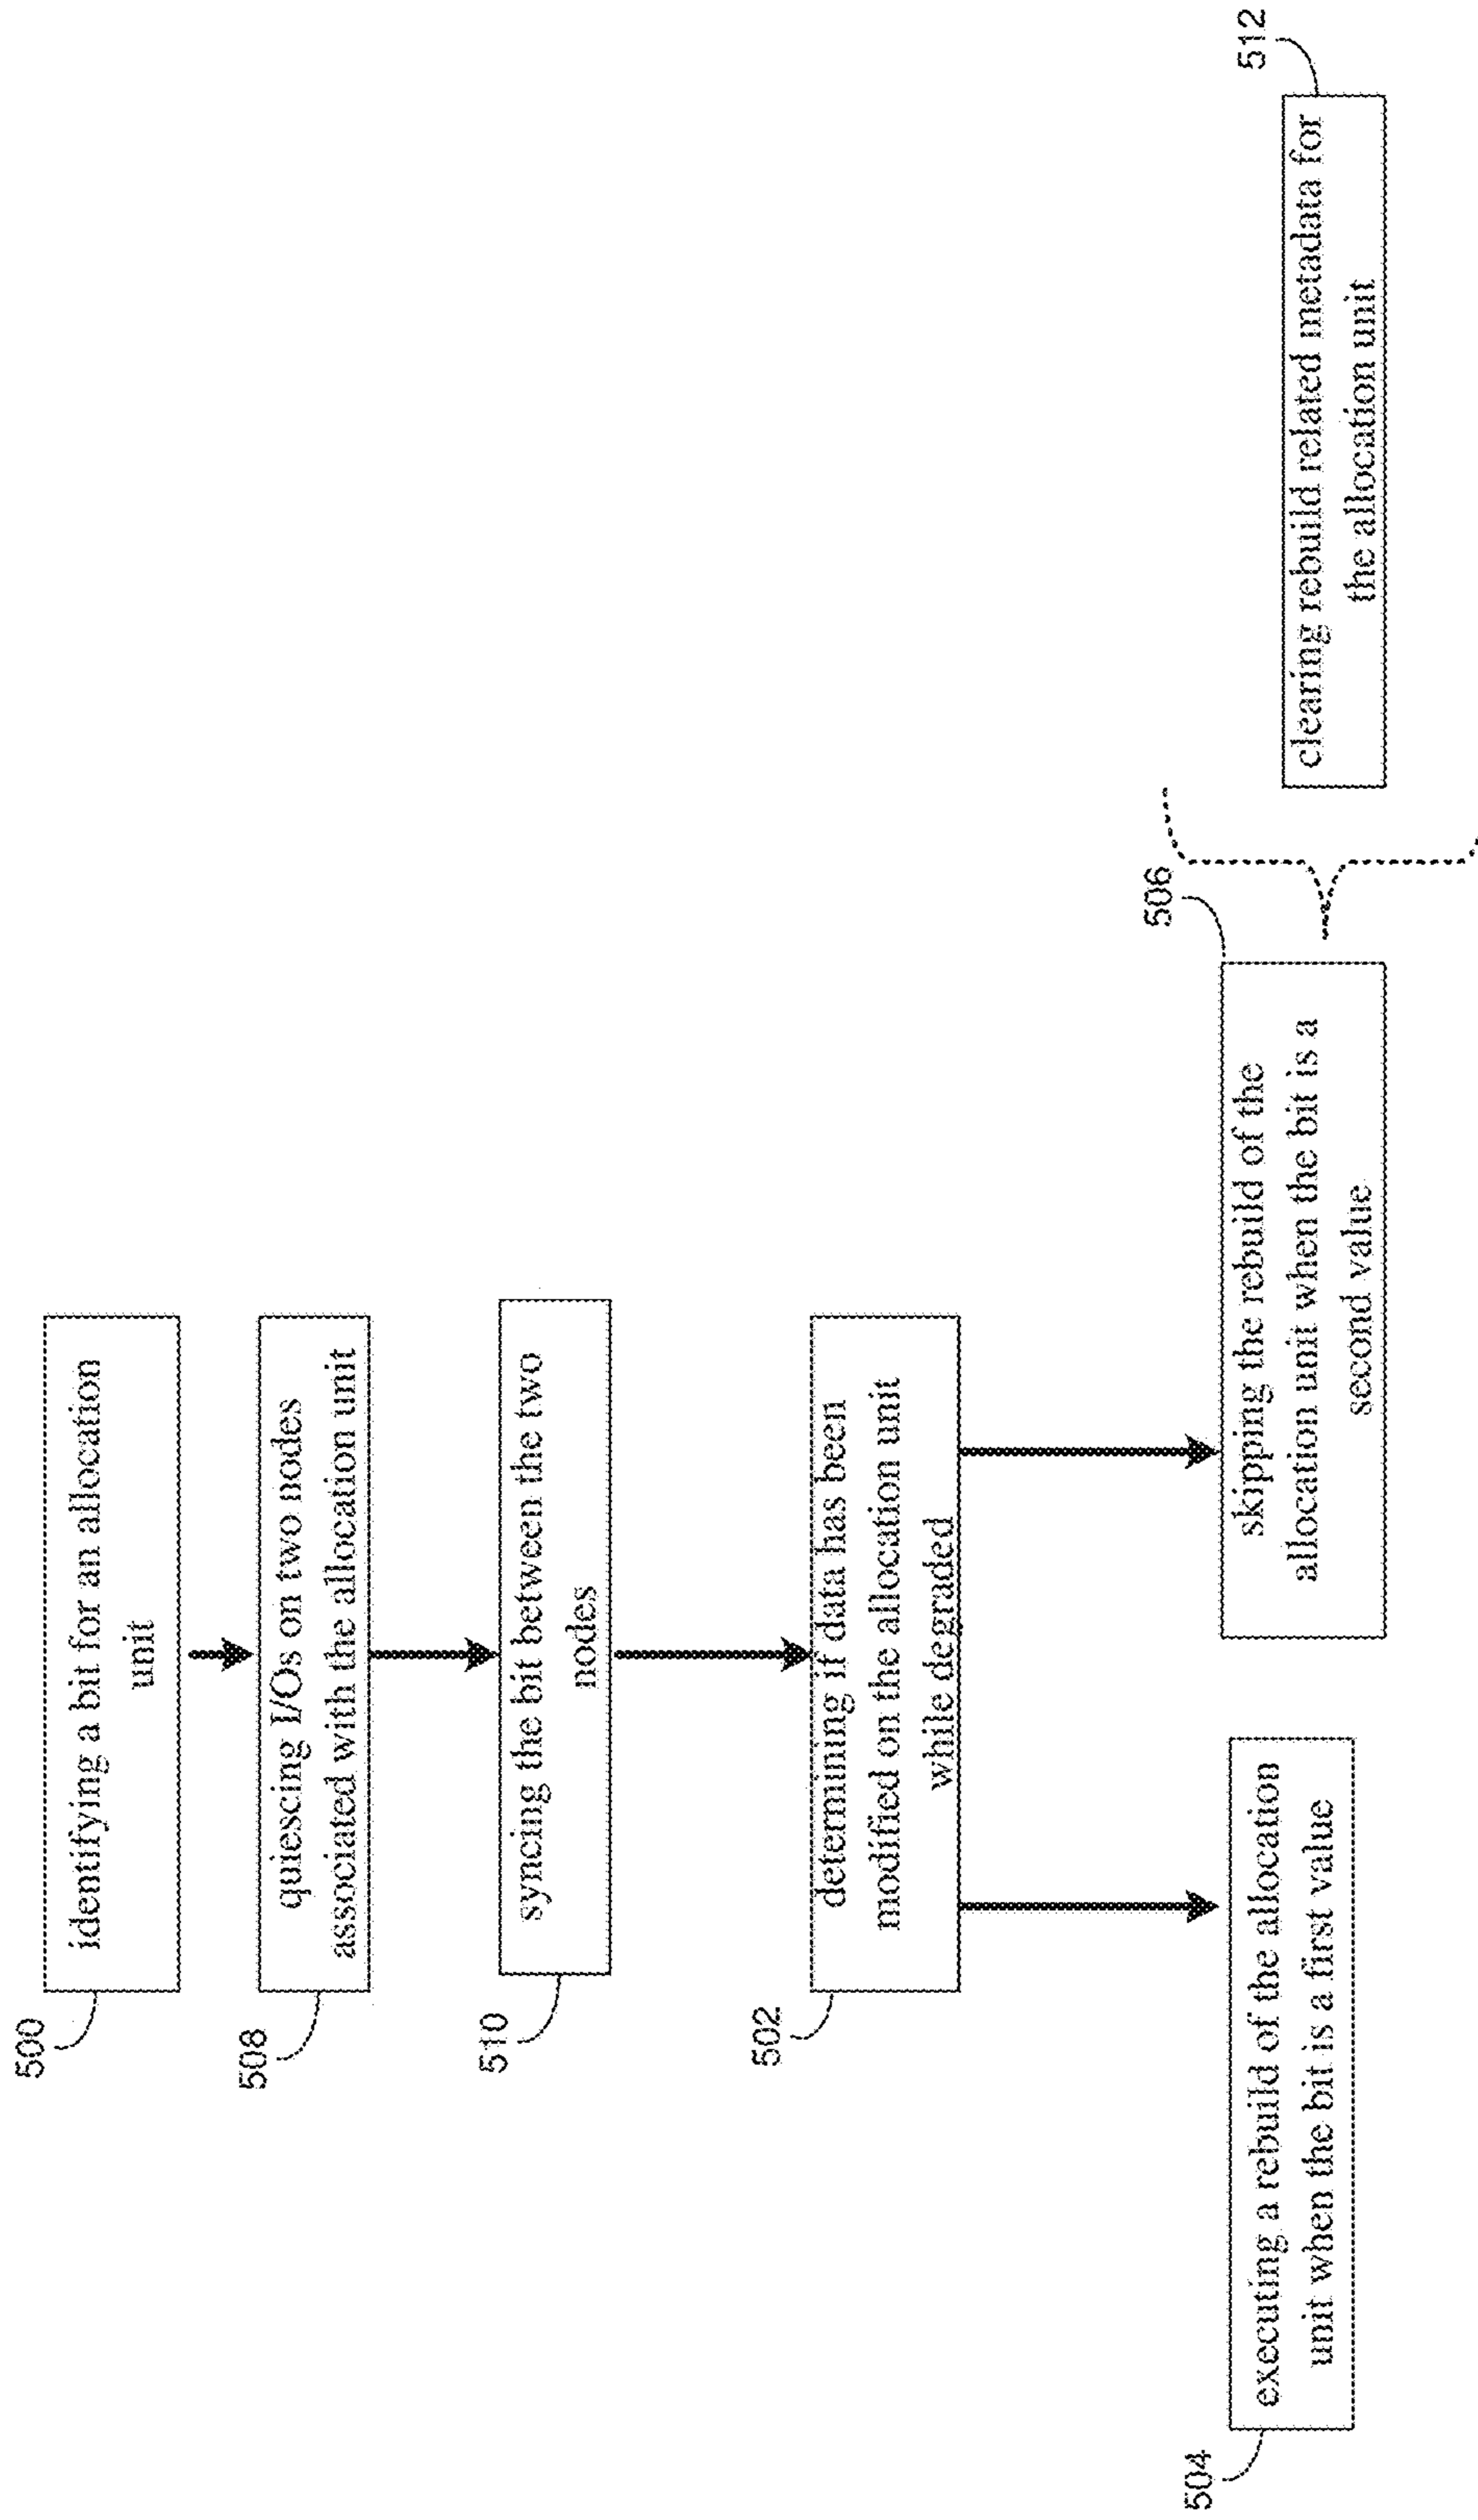 500
identifying a bit for an allocation
unit
508
quiescing I/Os on two nodes
associated with the allocation unit
510
syncing the bit between the two
nodes
502
determining if data has been
modified on the allocation unit
while degraded
504
executing a rebuild of the allocation
unit when the bit is a first value
506
skipping the rebuild of the
allocation unit when the bit is a
second value
512
clearing rebuild related metadata for
the allocation unit